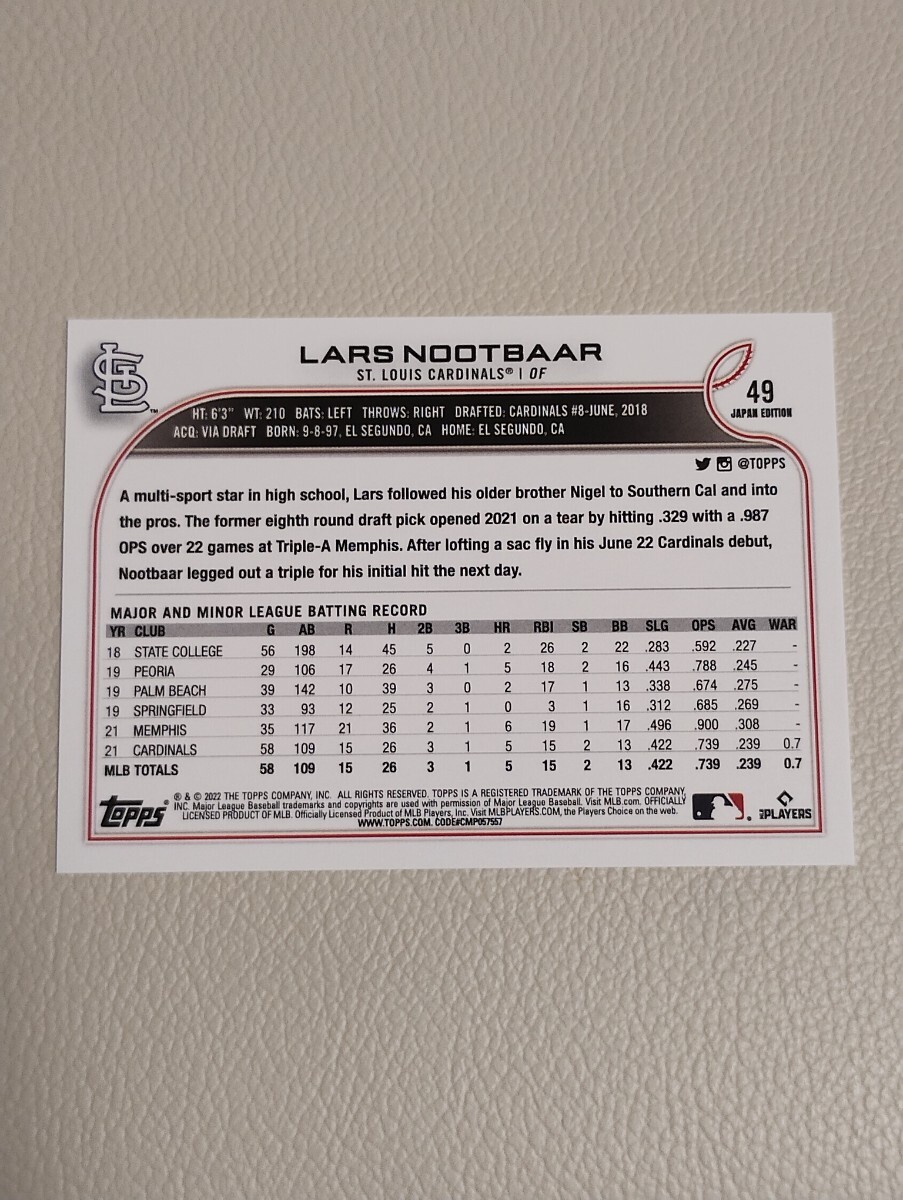 LARS NOOTBAAR
ST. LOUIS CARDINALS® | OF
49
JAPAN EDITION
HT: 6'3" WT: 210 BATS: LEFT THROWS: RIGHT DRAFTED: CARDINALS #8-JUNE, 2018
ACQ: VIA DRAFT BORN: 9-8-97, EL SEGUNDO, CA HOME: EL SEGUNDO, CA
@TOPPS
A multi-sport star in high school, Lars followed his older brother Nigel to Southern Cal and into
the pros. The former eighth round draft pick opened 2021 on a tear by hitting .329 with a .987
OPS over 22 games at Triple-A Memphis. After lofting a sac fly in his June 22 Cardinals debut,
Nootbaar legged out a triple for his initial hit the next day.
MAJOR AND MINOR LEAGUE BATTING RECORD
YR CLUB G AB R H 2B 3B HR RBI SB BB SLG OPS AVG WAR
18 STATE COLLEGE 56 198 14 45 5 0 2 26 2 22 .283 .592 .227 -
19 PEORIA 29 106 17 26 4 1 5 18 2 16 .443 .788 .245 -
19 PALM BEACH 39 142 10 39 3 0 2 17 1 13 .338 .674 .275 -
19 SPRINGFIELD 33 93 12 25 2 1 0 3 1 16 .312 .685 .269 -
21 MEMPHIS 35 117 21 36 2 1 6 19 1 17 .496 .900 .308 -
21 CARDINALS 58 109 15 26 3 1 5 15 2 13 .422 .739 .239 0.7
MLB TOTALS 58 109 15 26 3 1 5 15 2 13 .422 .739 .239 0.7
topps®
® & © 2022 THE TOPPS COMPANY, INC. ALL RIGHTS RESERVED. TOPPS IS A REGISTERED TRADEMARK OF THE TOPPS COMPANY,
INC. Major League Baseball trademarks and copyrights are used with permission of Major League Baseball. Visit MLB.com. OFFICIALLY
LICENSED PRODUCT OF MLB. Officially Licensed Product of MLB Players, Inc. Visit MLBPLAYERS.COM, the Players Choice on the web.
WWW.TOPPS.COM. CODE#CMP057557
MLB PLAYERS